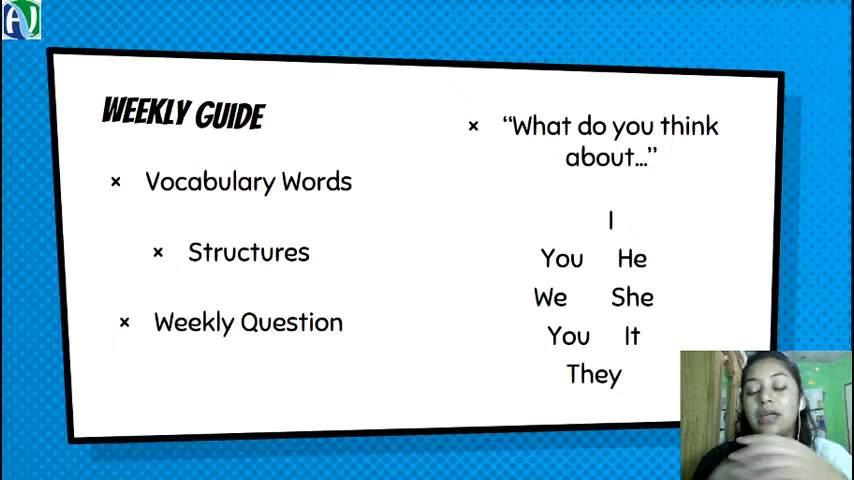 AJ
WEEKLY GUIDE
× Vocabulary Words
× Structures
× Weekly Question
× “What do you think
about...”
I
You He
We She
You It
They